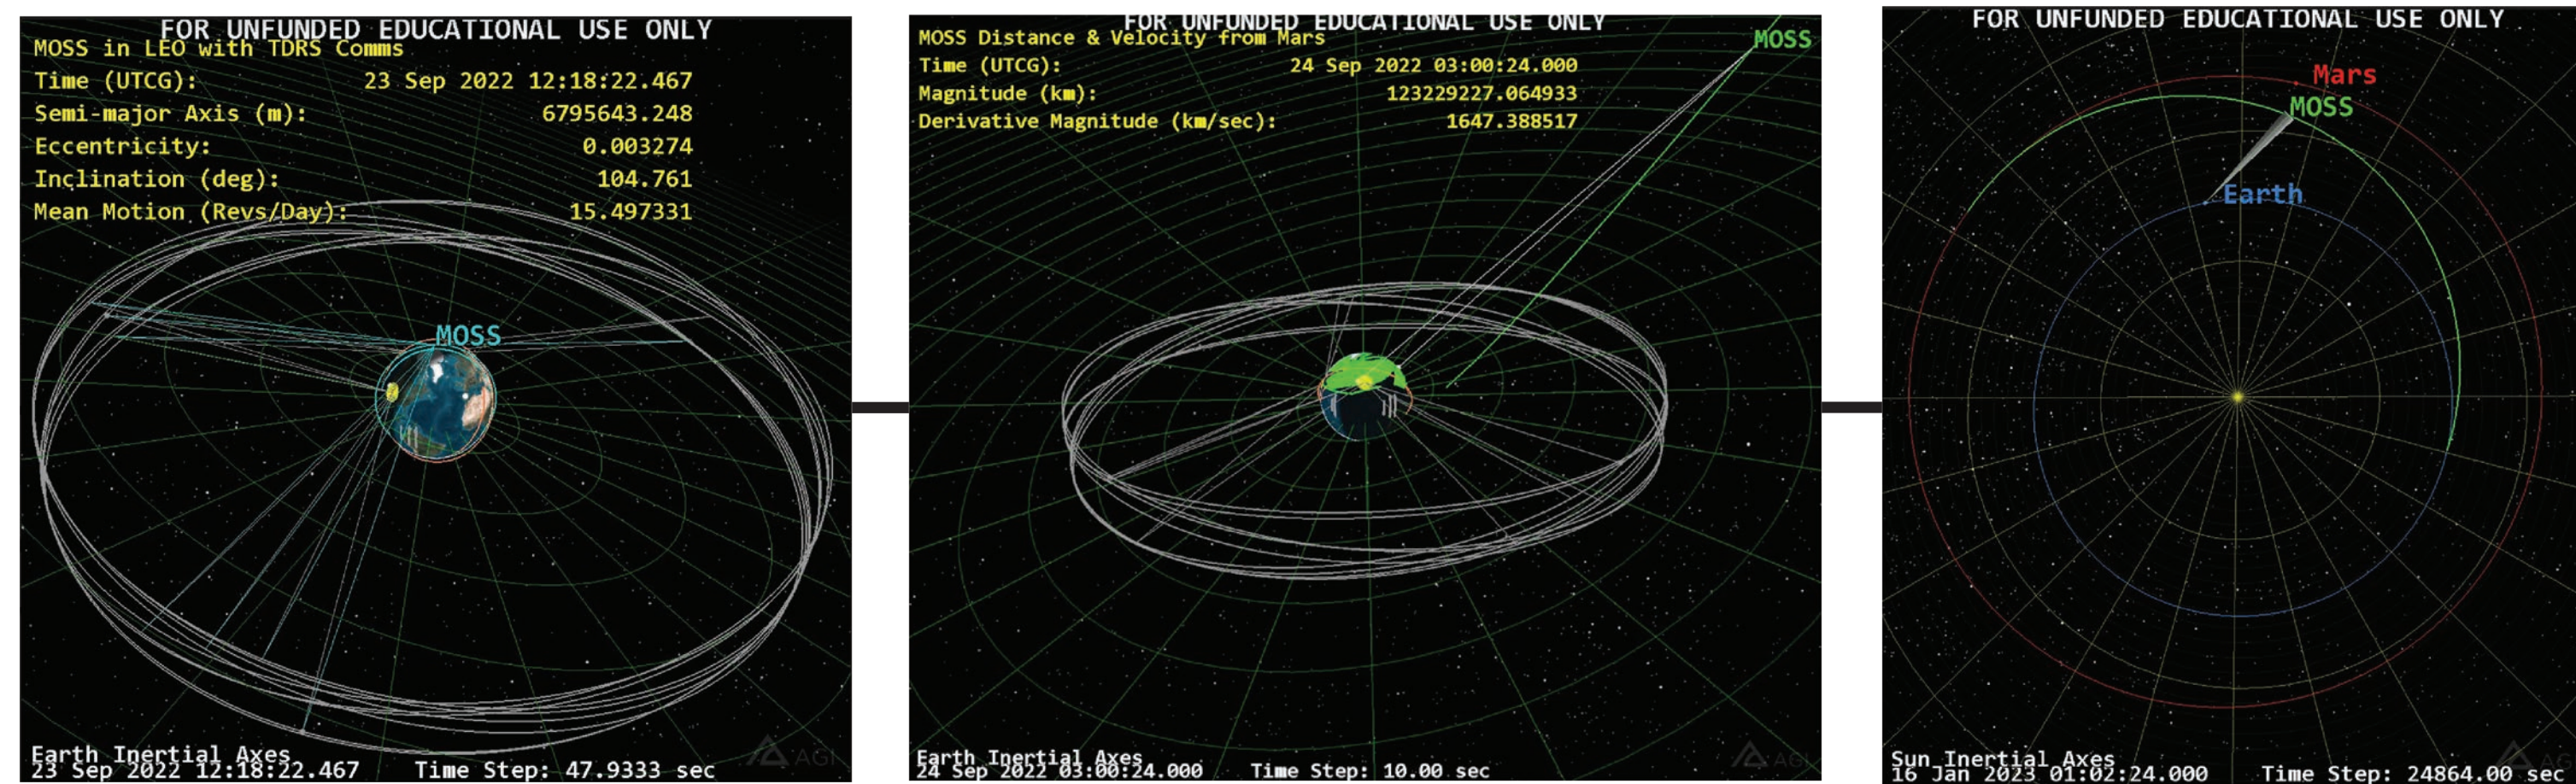 FOR UNFUNDED EDUCATIONAL USE ONLY
MOSS in LEO with TDRS Comms
Time (UTCG): 23 Sep 2022 12:18:22.467
Semi-major Axis (m): 6795643.248
Eccentricity: 0.003274
Inclination (deg): 104.761
Mean Motion (Revs/Day): 15.497331
MOSS
Earth Inertial Axes
23 Sep 2022 12:18:22.467 Time Step: 47.9333 sec
AGI
FOR UNFUNDED EDUCATIONAL USE ONLY
MOSS Distance & Velocity from Mars
MOSS
Time (UTCG): 24 Sep 2022 03:00:24.000
Magnitude (km): 123229227.064933
Derivative Magnitude (km/sec): 1647.388517
Earth Inertial Axes
24 Sep 2022 03:00:24.000 Time Step: 10.00 sec
AGI
FOR UNFUNDED EDUCATIONAL USE ONLY
Mars
MOSS
Earth
Sun Inertial Axes
16 Jan 2023 01:02:24.000 Time Step: 24864.00 sec